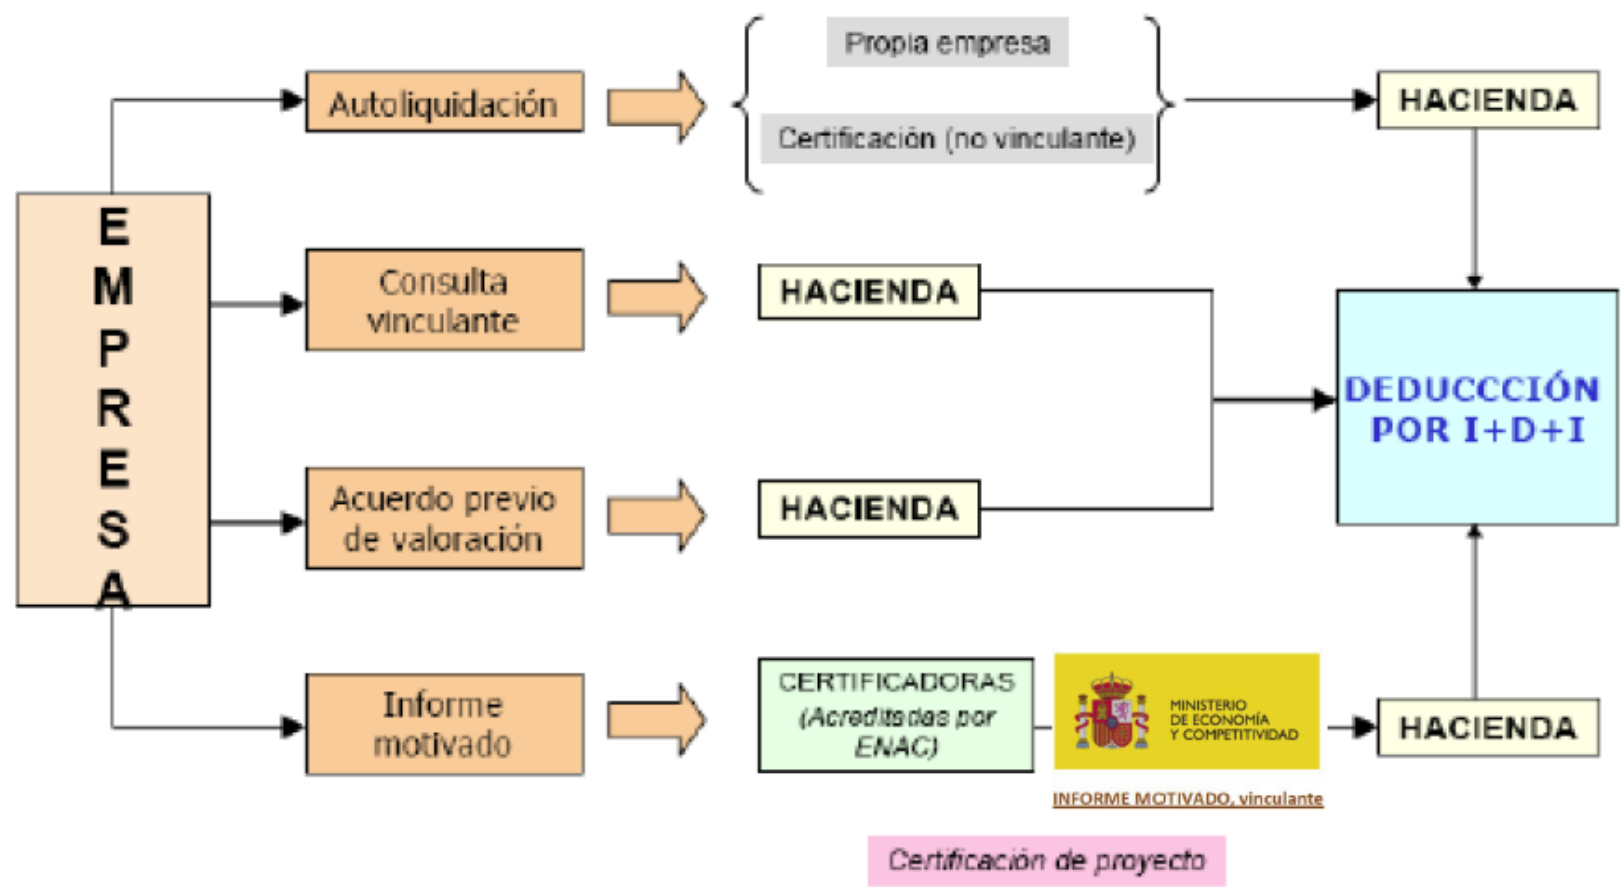 Propia empresa
Autoliquidación
Certificación (no vinculante)
HACIENDA
EMPRESA
Consulta
vinculante
HACIENDA
DEDUCCCIÓN
POR I+D+I
Acuerdo previo
de valoración
HACIENDA
Informe
motivado
CERTIFICADORAS
(Acreditadas por
ENAC)
MINISTERIO
DE ECONOMÍA
Y COMPETITIVIDAD
HACIENDA
INFORME MOTIVADO, vinculante
Certificación de proyecto